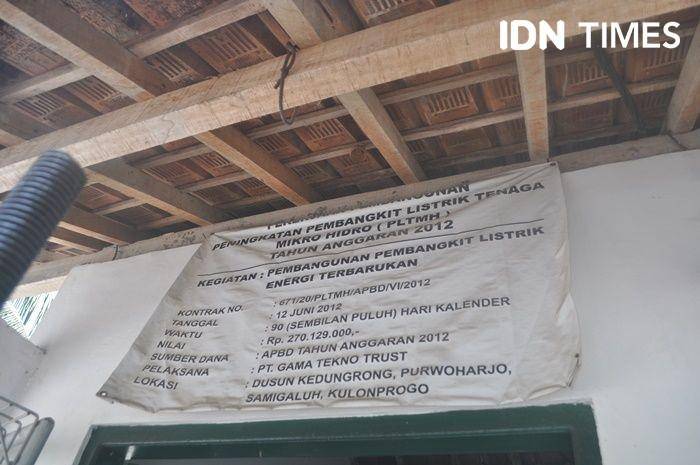 IDN TIMES
PEMBANGUNAN
PENINGKATAN PEMBANGKIT LISTRIK TENAGA
MIKRO HIDRO ( PLTMH )
TAHUN ANGGARAN 2012
KEGIATAN : PEMBANGUNAN PEMBANGKIT LISTRIK
ENERGI TERBARUKAN
KONTRAK NO. : 671/20/PLTMH/APBD/VI/2012
TANGGAL : 12 JUNI 2012
WAKTU : 90 (SEMBILAN PULUH) HARI KALENDER
NILAI : Rp. 270.129.000,-
SUMBER DANA : APBD TAHUN ANGGARAN 2012
PELAKSANA : PT. GAMA TEKNO TRUST
LOKASI : DUSUN KEDUNGRONG, PURWOHARJO,
SAMIGALUH, KULONPROGO